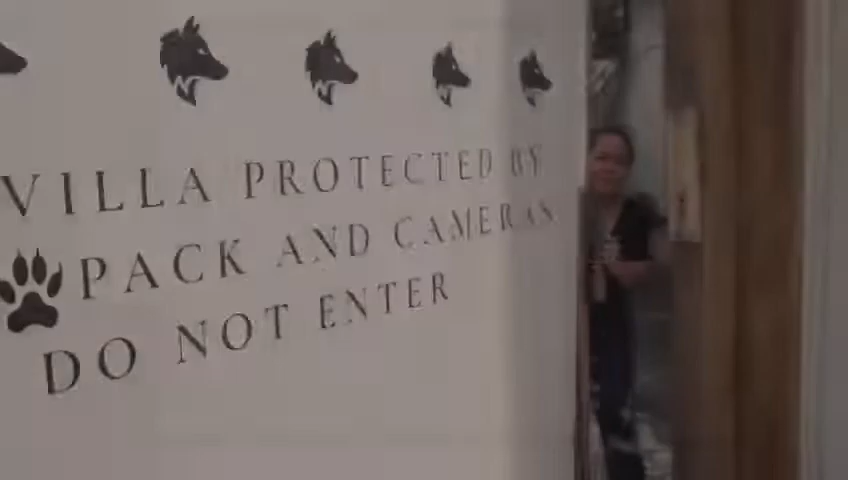 VILLA PROTECTED BY
PACK AND CAMERAS
DO NOT ENTER